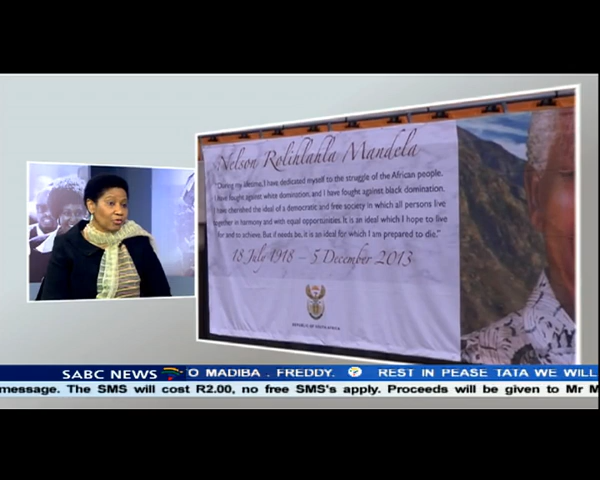 Nelson Rolihlahla Mandela
"During my lifetime, I have dedicated myself to the struggle of the African people.
I have fought against white domination, and I have fought against black domination.
I have cherished the ideal of a democratic and free society in which all persons live
together in harmony and with equal opportunities. It is an ideal which I hope to live
for and to achieve. But if needs be, it is an ideal for which I am prepared to die."
18 July 1918 – 5 December 2013
REPUBLIC OF SOUTH AFRICA
SABC NEWS O MADIBA . FREDDY. REST IN PEASE TATA WE WILL
message. The SMS will cost R2.00, no free SMS's apply. Proceeds will be given to Mr M